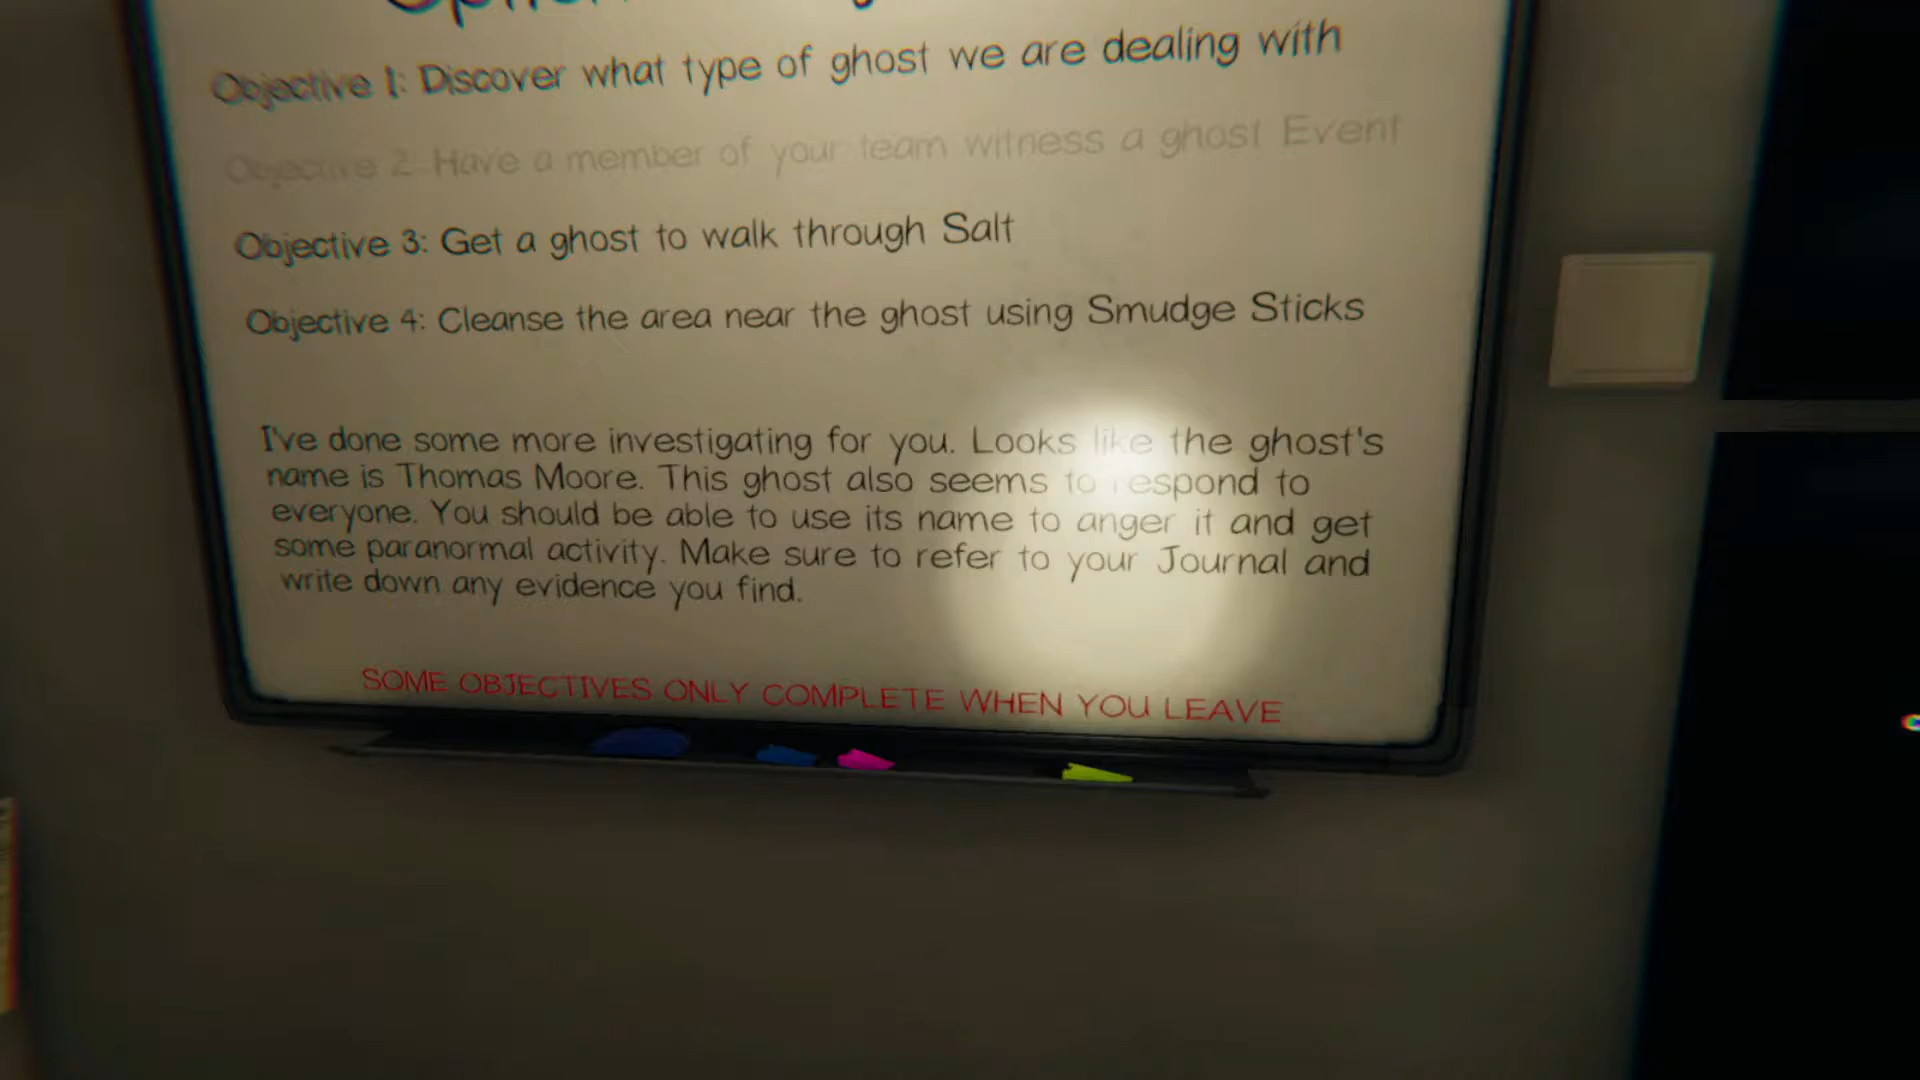 Objective 1: Discover what type of ghost we are dealing with
Objective 2: Have a member of your team witness a ghost Event
Objective 3: Get a ghost to walk through Salt
Objective 4: Cleanse the area near the ghost using Smudge Sticks
I've done some more investigating for you. Looks like the ghost's
name is Thomas Moore. This ghost also seems to respond to
everyone. You should be able to use its name to anger it and get
some paranormal activity. Make sure to refer to your Journal and
write down any evidence you find.
SOME OBJECTIVES ONLY COMPLETE WHEN YOU LEAVE